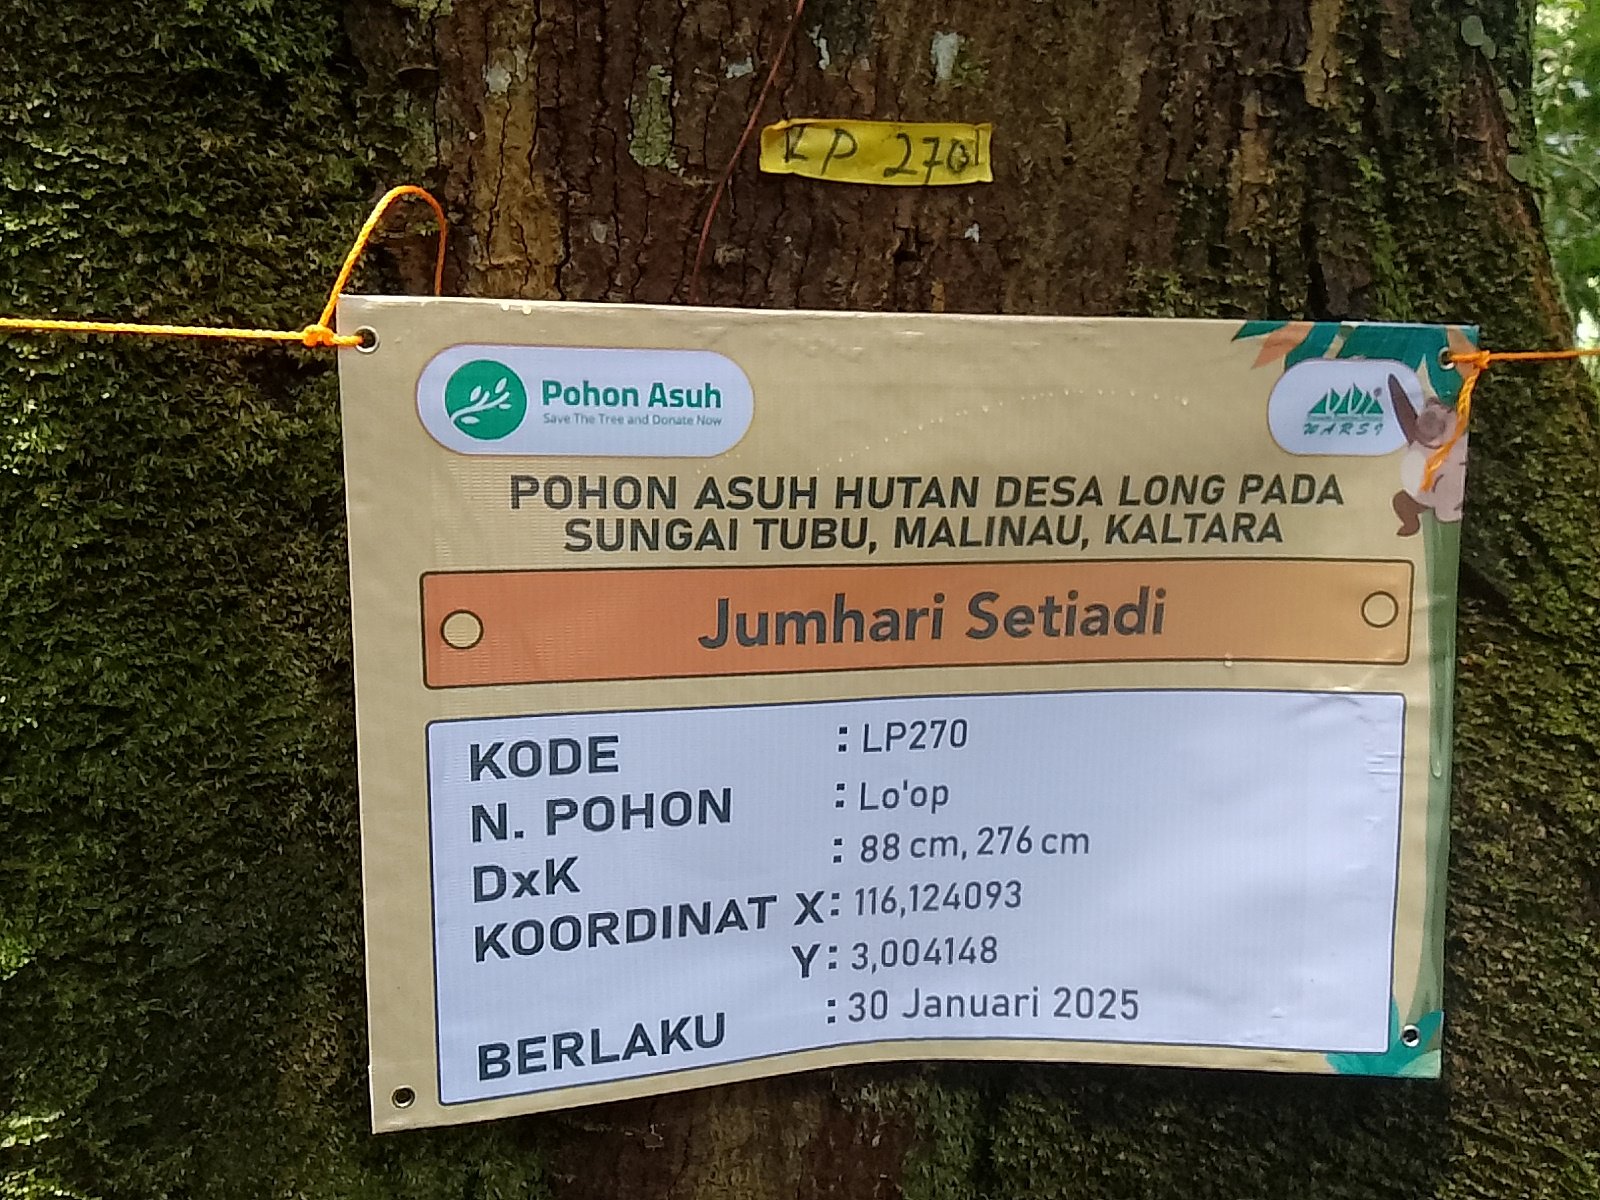 LP 270
Pohon Asuh
Save The Tree and Donate Now
WARSI
POHON ASUH HUTAN DESA LONG PADA
SUNGAI TUBU, MALINAU, KALTARA
Jumhari Setiadi
KODE : LP270
N. POHON : Lo'op
DxK : 88 cm, 276 cm
KOORDINAT X : 116,124093
Y : 3,004148
BERLAKU : 30 Januari 2025